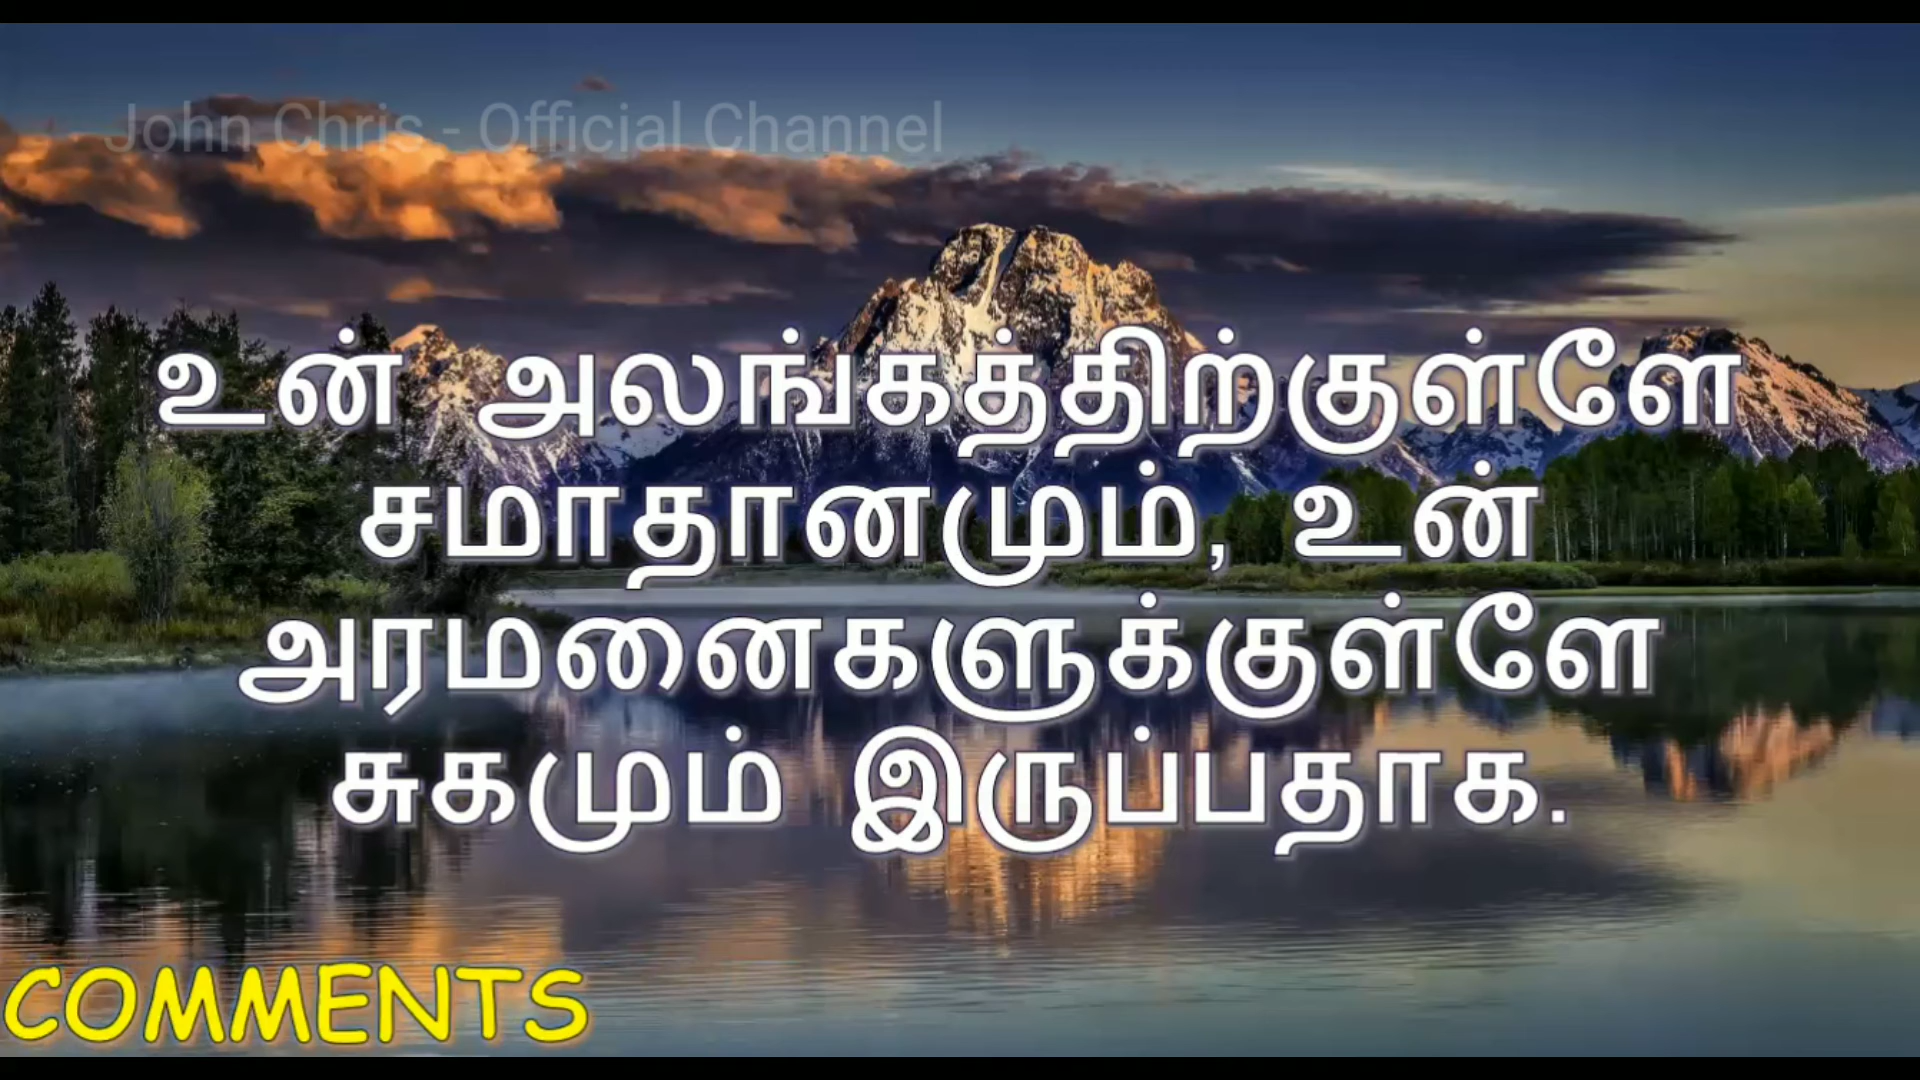 John Chris - Official Channel
உன் அலங்கத்திற்குள்ளே
சமாதானமும், உன்
அரமனைகளுக்குள்ளே
சுகமும் இருப்பதாக.
COMMENTS